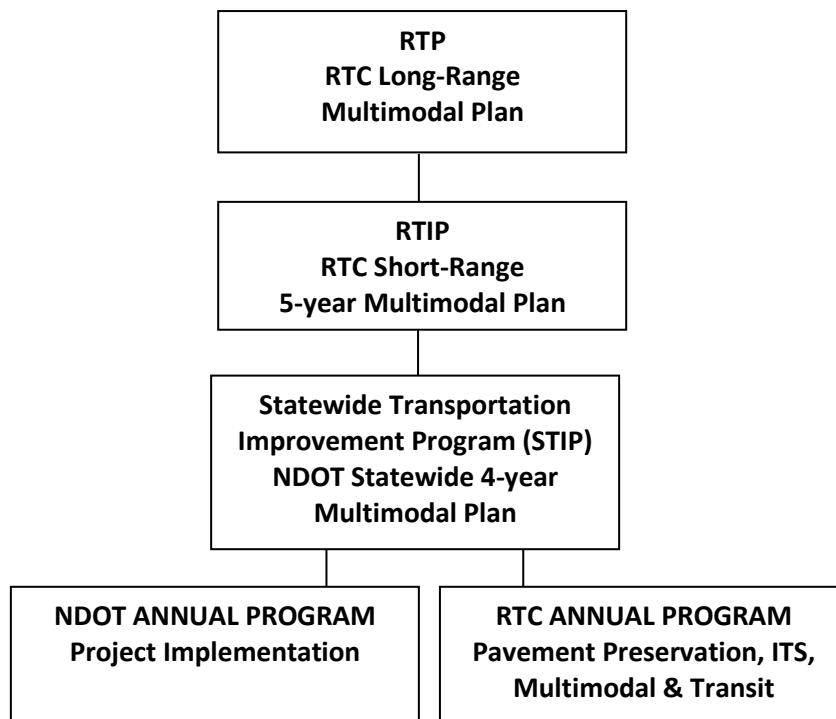 RTP
RTC Long-Range
Multimodal Plan
RTIP
RTC Short-Range
5-year Multimodal Plan
Statewide Transportation
Improvement Program (STIP)
NDOT Statewide 4-year
Multimodal Plan
NDOT ANNUAL PROGRAM
Project Implementation
RTC ANNUAL PROGRAM
Pavement Preservation, ITS,
Multimodal & Transit